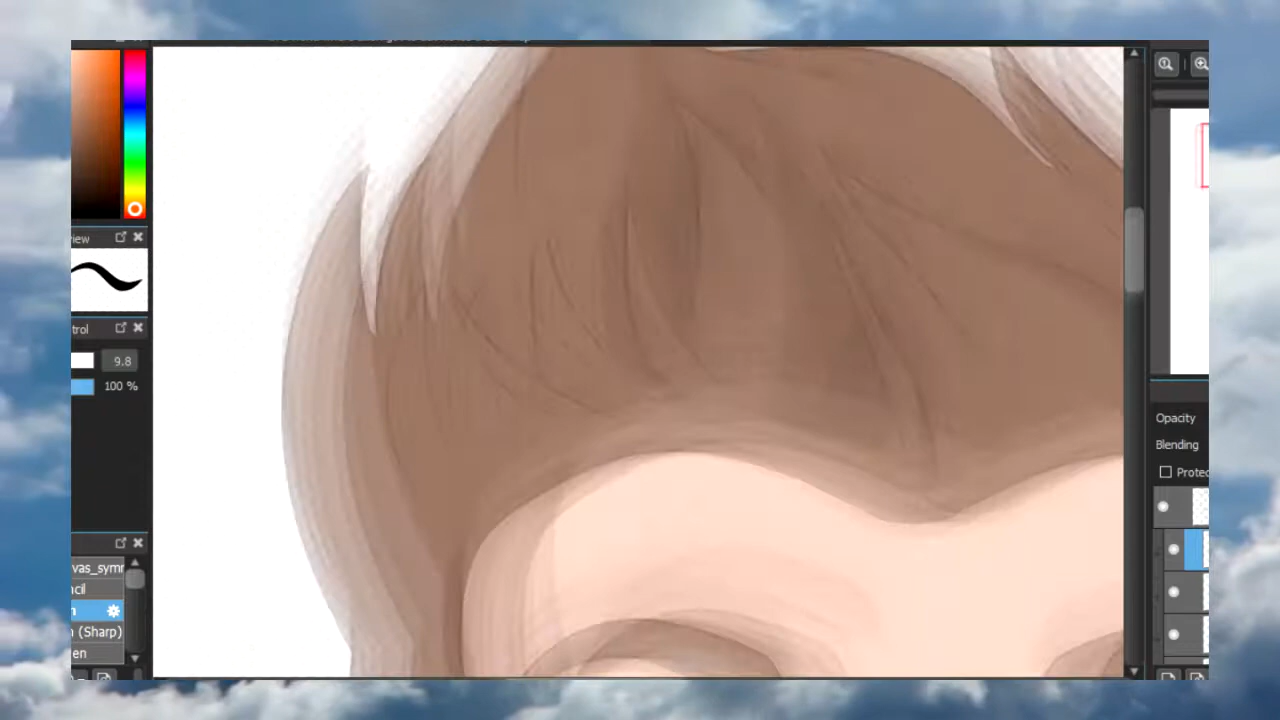 iew
trol
9.8
100 %
vas_symr
ncil
n
n (Sharp)
en
Opacity
Blending
Protec